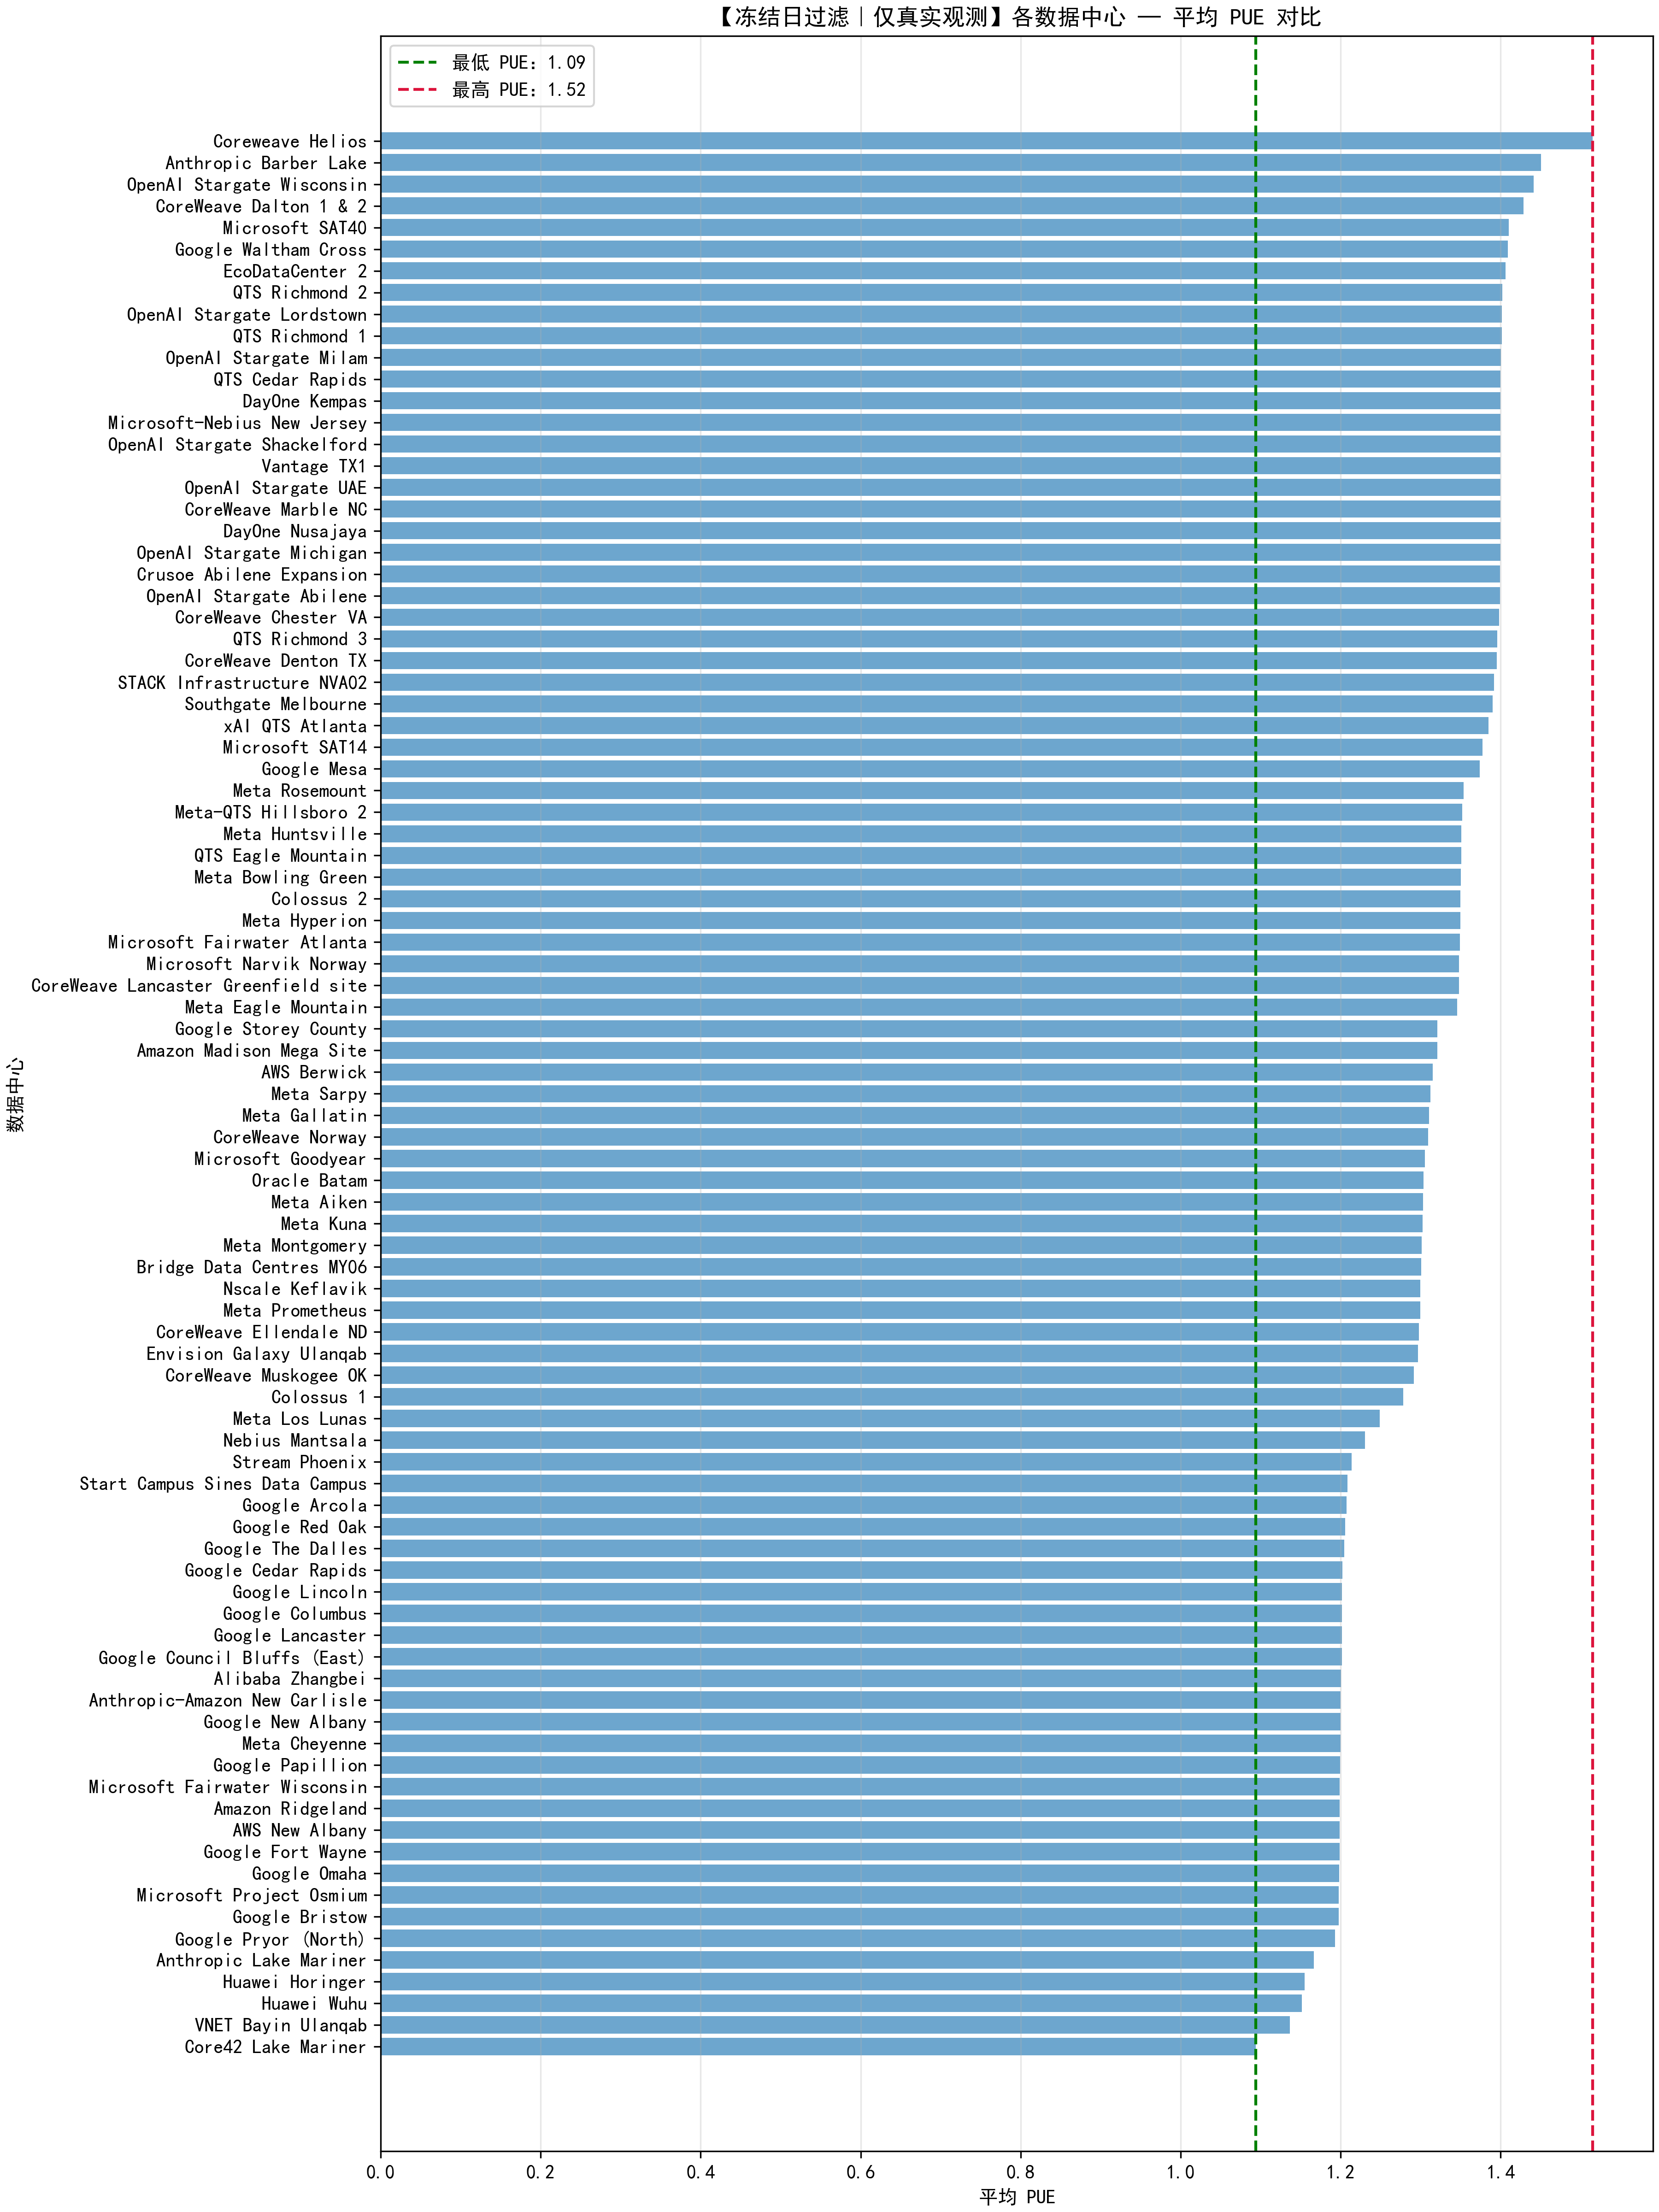 【冻结日过滤｜仅真实观测】各数据中心 — 平均 PUE 对比
最低 PUE：1.09
最高 PUE：1.52
Coreweave Helios
Anthropic Barber Lake
OpenAI Stargate Wisconsin
CoreWeave Dalton 1 & 2
Microsoft SAT40
Google Waltham Cross
EcoDataCenter 2
QTS Richmond 2
OpenAI Stargate Lordstown
QTS Richmond 1
OpenAI Stargate Milam
QTS Cedar Rapids
DayOne Kempas
Microsoft-Nebius New Jersey
OpenAI Stargate Shackelford
Vantage TX1
OpenAI Stargate UAE
CoreWeave Marble NC
DayOne Nusajaya
OpenAI Stargate Michigan
Crusoe Abilene Expansion
OpenAI Stargate Abilene
CoreWeave Chester VA
QTS Richmond 3
CoreWeave Denton TX
STACK Infrastructure NVA02
Southgate Melbourne
xAI QTS Atlanta
Microsoft SAT14
Google Mesa
Meta Rosemount
Meta-QTS Hillsboro 2
Meta Huntsville
QTS Eagle Mountain
Meta Bowling Green
Colossus 2
Meta Hyperion
Microsoft Fairwater Atlanta
Microsoft Narvik Norway
CoreWeave Lancaster Greenfield site
Meta Eagle Mountain
Google Storey County
Amazon Madison Mega Site
AWS Berwick
Meta Sarpy
Meta Gallatin
CoreWeave Norway
Microsoft Goodyear
Oracle Batam
Meta Aiken
Meta Kuna
Meta Montgomery
Bridge Data Centres MY06
Nscale Keflavik
Meta Prometheus
CoreWeave Ellendale ND
Envision Galaxy Ulanqab
CoreWeave Muskogee OK
Colossus 1
Meta Los Lunas
Nebius Mantsala
Stream Phoenix
Start Campus Sines Data Campus
Google Arcola
Google Red Oak
Google The Dalles
Google Cedar Rapids
Google Lincoln
Google Columbus
Google Lancaster
Google Council Bluffs (East)
Alibaba Zhangbei
Anthropic-Amazon New Carlisle
Google New Albany
Meta Cheyenne
Google Papillion
Microsoft Fairwater Wisconsin
Amazon Ridgeland
AWS New Albany
Google Fort Wayne
Google Omaha
Microsoft Project Osmium
Google Bristow
Google Pryor (North)
Anthropic Lake Mariner
Huawei Horinger
Huawei Wuhu
VNET Bayin Ulanqab
Core42 Lake Mariner
数据中心
0.0 0.2 0.4 0.6 0.8 1.0 1.2 1.4
平均 PUE